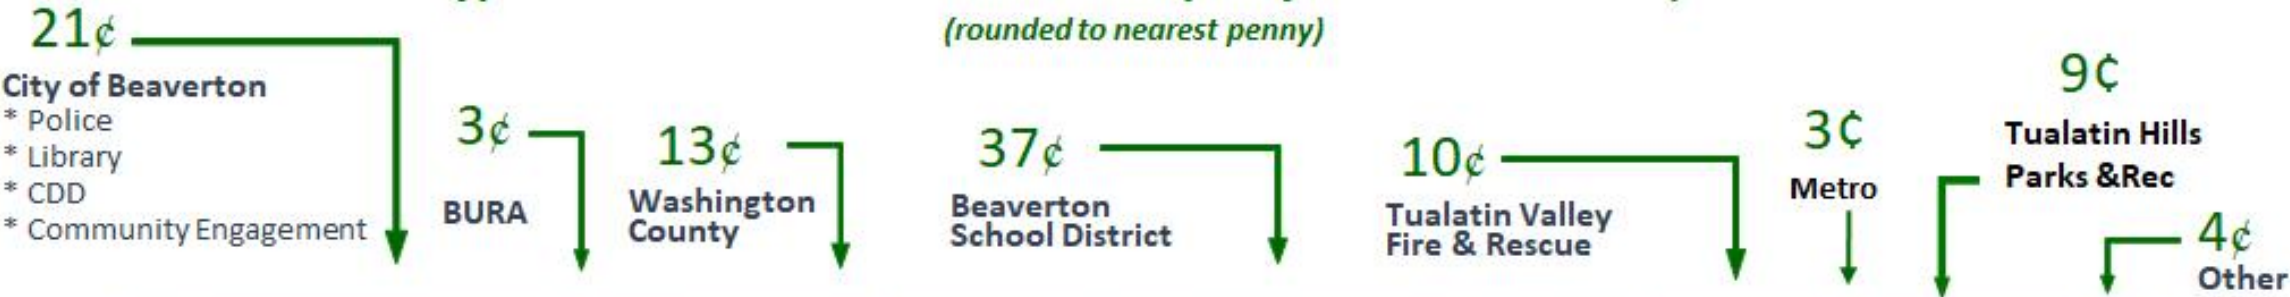 (rounded to nearest penny)
21¢
City of Beaverton
* Police
* Library
* CDD
* Community Engagement
3¢
BURA
13¢
Washington
County
37¢
Beaverton
School District
10¢
Tualatin Valley
Fire & Rescue
3¢
Metro
9¢
Tualatin Hills
Parks &Rec
4¢
Other